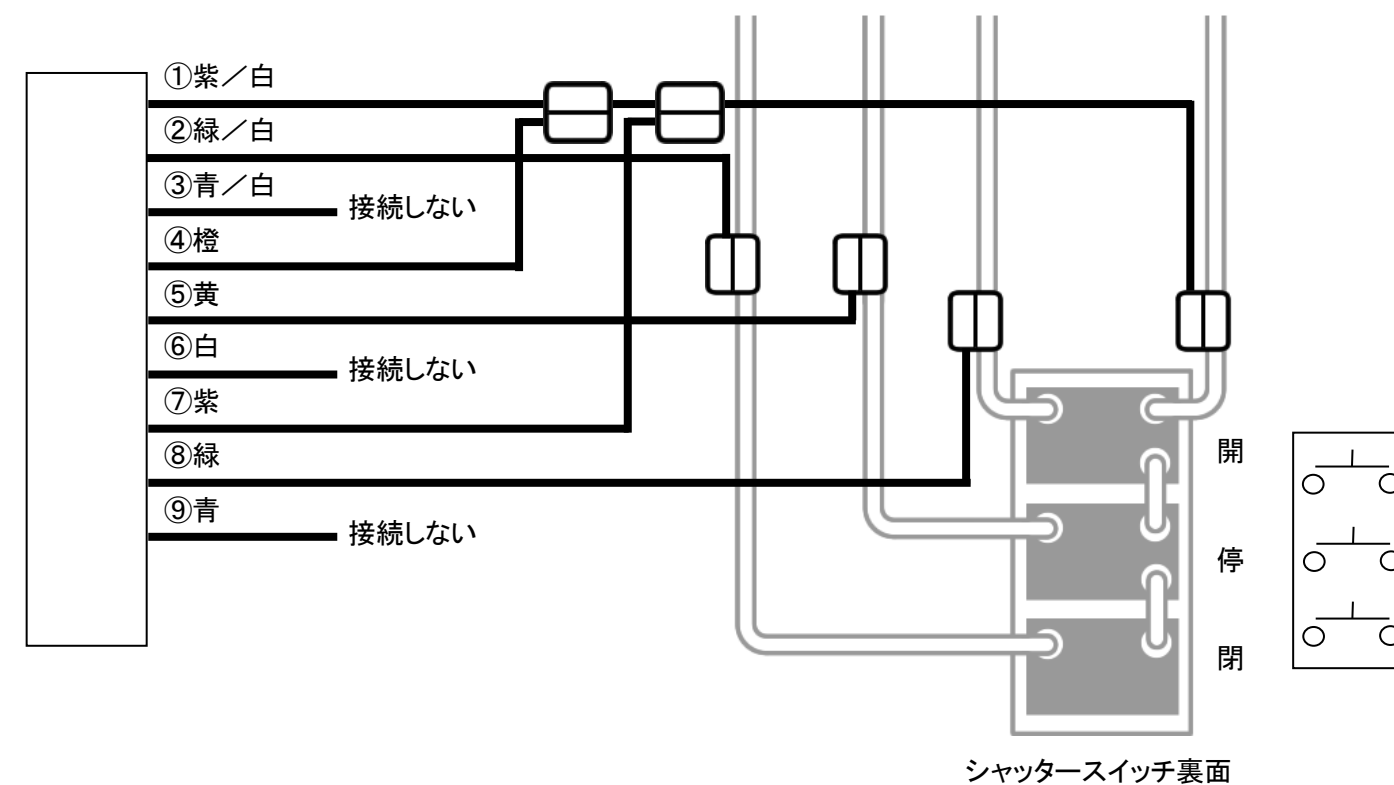 ①紫／白
②緑／白
③青／白
接続しない
④橙
⑤黄
⑥白
接続しない
⑦紫
⑧緑
⑨青
接続しない
開
停
閉
シャッタースイッチ裏面